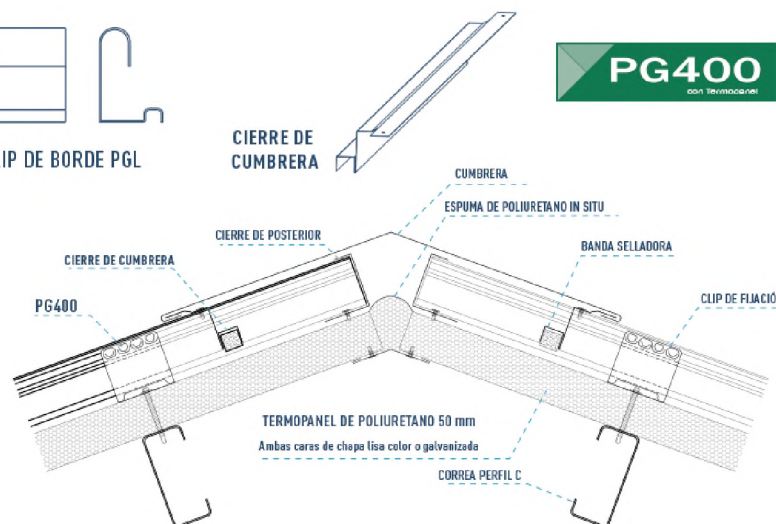 PG400
con Termopanel
IP DE BORDE PGL
CIERRE DE
CUMBRERA
CUMBRERA
ESPUMA DE POLIURETANO IN SITU
CIERRE DE POSTERIOR
BANDA SELLADORA
CIERRE DE CUMBRERA
PG400
CLIP DE FIJACIÓ
TERMOPANEL DE POLIURETANO 50 mm
Ambas caras de chapa lisa color o galvanizada
CORREA PERFIL C